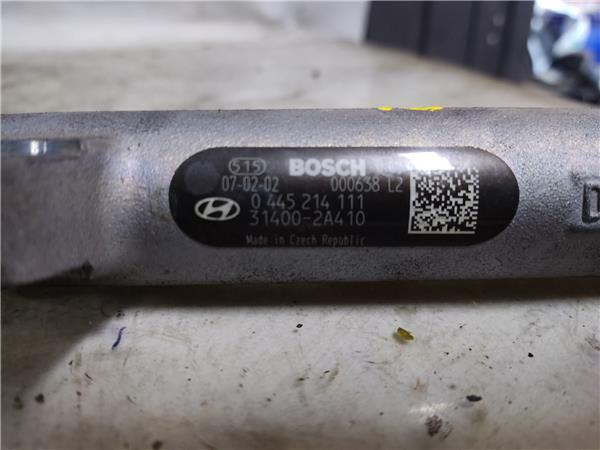 515 BOSCH
07-02-02 000638 L2
0 445 214 111
31400-2A410
Made in Czech Republic